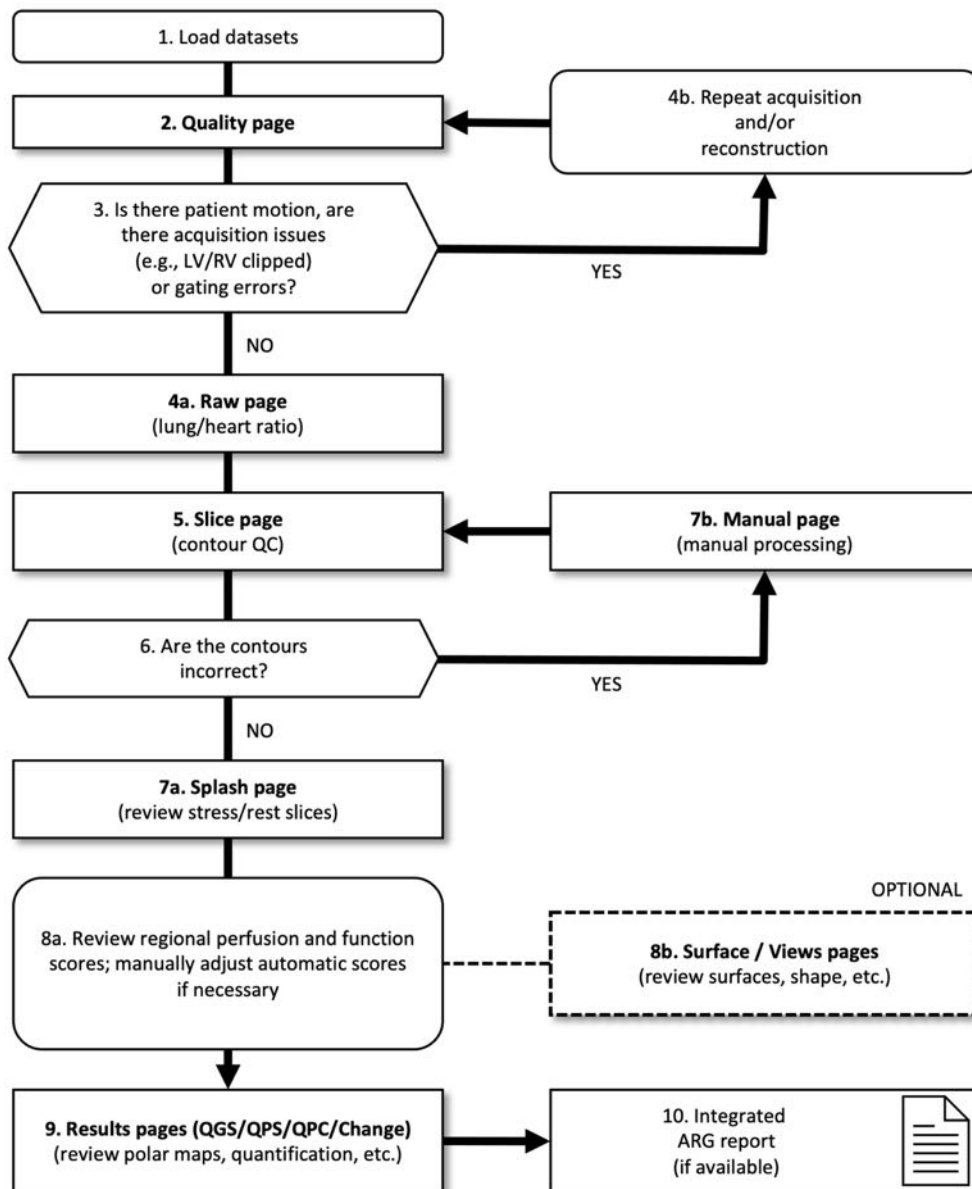 1. Load datasets
2. Quality page
4b. Repeat acquisition
and/or
reconstruction
3. Is there patient motion, are
there acquisition issues
(e.g., LV/RV clipped)
or gating errors?
YES
NO
4a. Raw page
(lung/heart ratio)
5. Slice page
(contour QC)
7b. Manual page
(manual processing)
6. Are the contours
incorrect?
YES
NO
7a. Splash page
(review stress/rest slices)
8a. Review regional perfusion and function
scores; manually adjust automatic scores
if necessary
OPTIONAL
8b. Surface / Views pages
(review surfaces, shape, etc.)
9. Results pages (QGS/QPS/QPC/Change)
(review polar maps, quantification, etc.)
10. Integrated
ARG report
(if available)